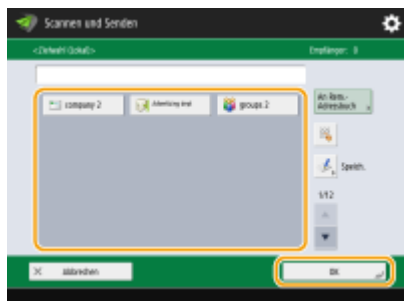 Scannen und Senden
<Zielwahl (Lokal)>
Empfänger: 0
company 2
Advertising dept
groups 2
An Rem.-
Adressbuch
Speich.
1/12
Abbrechen
OK